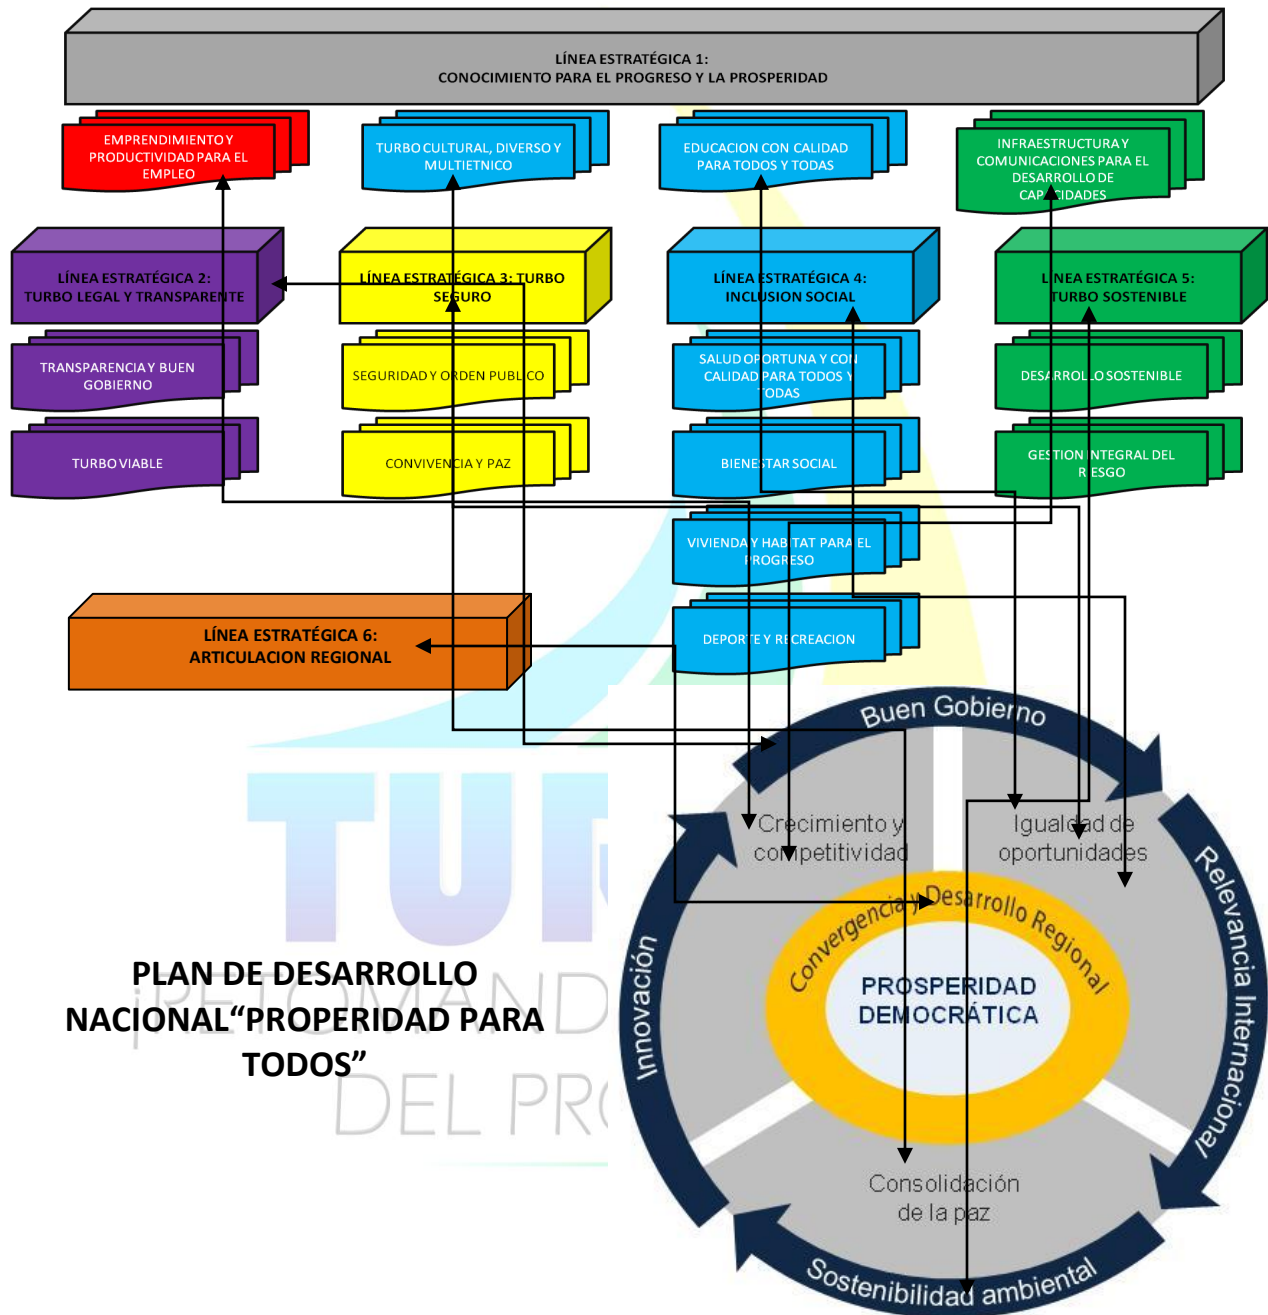 LÍNEA ESTRATÉGICA 1:
CONOCIMIENTO PARA EL PROGRESO Y LA PROSPERIDAD
EMPRENDIMIENTO Y
PRODUCTIVIDAD PARA EL
EMPLEO
TURBO CULTURAL, DIVERSO Y
MULTIETNICO
EDUCACION CON CALIDAD
PARA TODOS Y TODAS
INFRAESTRUCTURA Y
COMUNICACIONES PARA EL
DESARROLLO DE
CAPACIDADES
LÍNEA ESTRATÉGICA 2:
TURBO LEGAL Y TRANSPARENTE
LÍNEA ESTRATÉGICA 3: TURBO
SEGURO
LÍNEA ESTRATÉGICA 4:
INCLUSION SOCIAL
LÍNEA ESTRATÉGICA 5:
TURBO SOSTENIBLE
TRANSPARENCIA Y BUEN
GOBIERNO
SEGURIDAD Y ORDEN PUBLICO
SALUD OPORTUNA Y CON
CALIDAD PARA TODOS Y
TODAS
DESARROLLO SOSTENIBLE
TURBO VIABLE
CONVIVENCIA Y PAZ
BIENESTAR SOCIAL
GESTION INTEGRAL DEL
RIESGO
VIVIENDA Y HABITAT PARA EL
PROGRESO
DEPORTE Y RECREACION
LÍNEA ESTRATÉGICA 6:
ARTICULACION REGIONAL
Buen Gobierno
Crecimiento y
competitividad
Igualdad de
oportunidades
Relevancia Internacional
Innovación
Convergencia y Desarrollo Regional
PROSPERIDAD
DEMOCRÁTICA
Consolidación
de la paz
Sostenibilidad ambiental
PLAN DE DESARROLLO
NACIONAL“PROPERIDAD PARA
TODOS”
¡RETOMAND
DEL PR